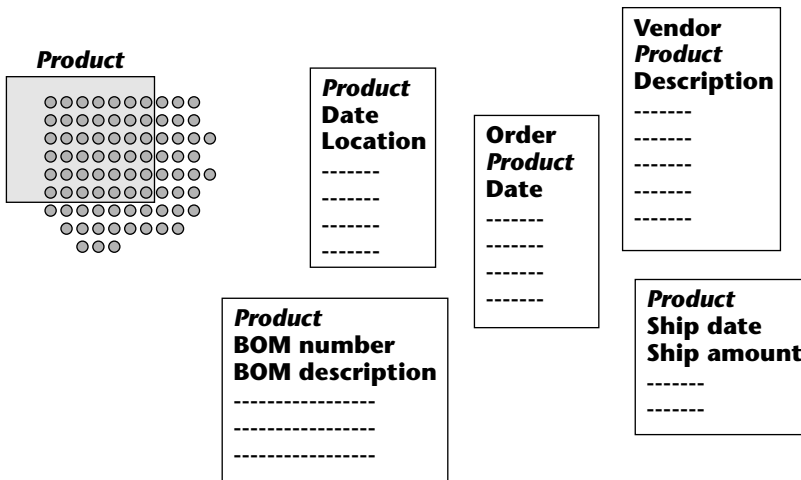 Product
Product
Date
Location
-------
-------
-------
-------
Order
Product
Date
-------
-------
-------
-------
Vendor
Product
Description
-------
-------
-------
-------
-------
Product
BOM number
BOM description
-----------------
-----------------
-----------------
Product
Ship date
Ship amount
-------
-------